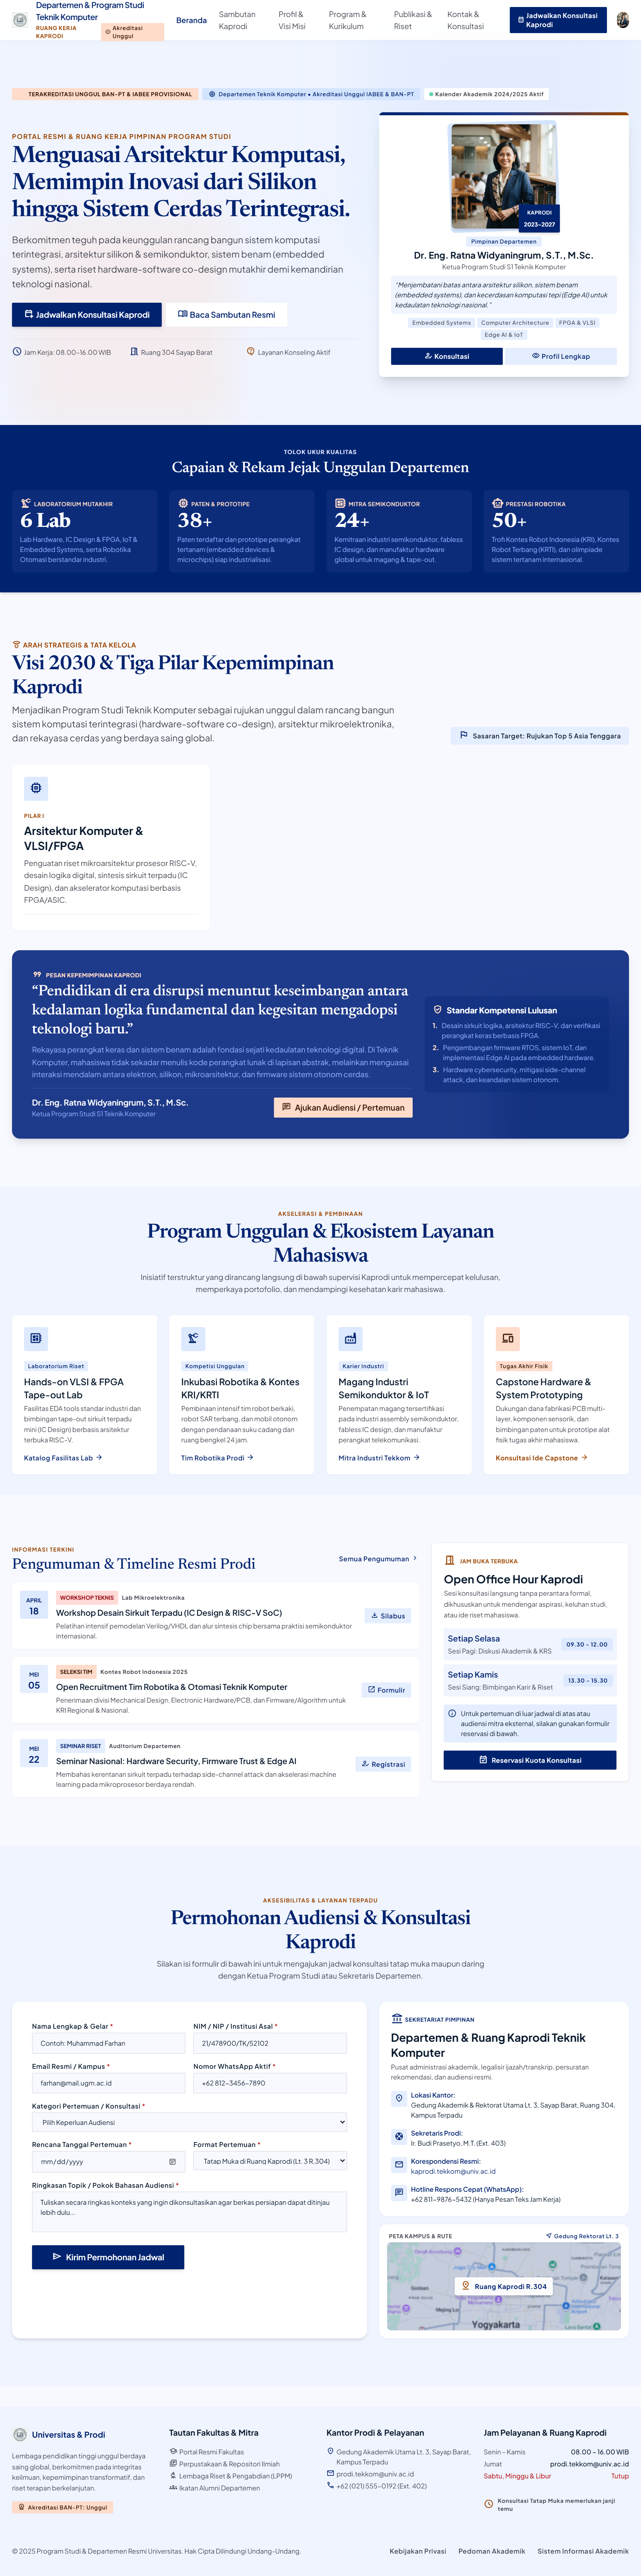 Departemen & Program Studi
Teknik Komputer
RUANG KERJA
KAPRODI
Akreditasi
Unggul
Beranda
Sambutan
Kaprodi
Profil &
Visi Misi
Program &
Kurikulum
Publikasi &
Riset
Kontak &
Konsultasi
Jadwalkan Konsultasi
Kaprodi
TERAKREDITASI UNGGUL BAN-PT & IABEE PROVISIONAL
Departemen Teknik Komputer • Akreditasi Unggul IABEE & BAN-PT
Kalender Akademik 2024/2025 Aktif
PORTAL RESMI & RUANG KERJA PIMPINAN PROGRAM STUDI
Menguasai Arsitektur Komputasi,
Memimpin Inovasi dari Silikon
hingga Sistem Cerdas Terintegrasi.
Berkomitmen teguh pada keunggulan rancang bangun sistem komputasi
terintegrasi, arsitektur silikon & semikonduktor, sistem benam (embedded
systems), serta riset hardware-software co-design mutakhir demi kemandirian
teknologi nasional.
Jadwalkan Konsultasi Kaprodi
Baca Sambutan Resmi
Jam Kerja: 08.00–16.00 WIB
Ruang 304 Sayap Barat
Layanan Konseling Aktif
KAPRODI
2023–2027
Pimpinan Departemen
Dr. Eng. Ratna Widyaningrum, S.T., M.Sc.
Ketua Program Studi S1 Teknik Komputer
"Menjembatani batas antara arsitektur silikon, sistem benam
(embedded systems), dan kecerdasan komputasi tepi (Edge AI) untuk
kedaulatan teknologi nasional."
Embedded Systems
Computer Architecture
FPGA & VLSI
Edge AI & IoT
Konsultasi
Profil Lengkap
TOLOK UKUR KUALITAS
Capaian & Rekam Jejak Unggulan Departemen
LABORATORIUM MUTAKHIR
6 Lab
Lab Hardware, IC Design & FPGA, IoT &
Embedded Systems, serta Robotika
Otomasi berstandar industri.
PATEN & PROTOTIPE
38+
Paten terdaftar dan prototipe perangkat
tertanam (embedded devices &
microchips) siap industrialisasi.
MITRA SEMIKONDUKTOR
24+
Kemitraan industri semikonduktor, fabless
IC design, dan manufaktur hardware
global untuk magang & tape-out.
PRESTASI ROBOTIKA
50+
Trofi Kontes Robot Indonesia (KRI), Kontes
Robot Terbang (KRTI), dan olimpiade
sistem tertanam internasional.
ARAH STRATEGIS & TATA KELOLA
Visi 2030 & Tiga Pilar Kepemimpinan
Kaprodi
Menjadikan Program Studi Teknik Komputer sebagai rujukan unggul dalam rancang bangun
sistem komputasi terintegrasi (hardware-software co-design), arsitektur mikroelektronika,
dan rekayasa cerdas yang berdaya saing global.
Sasaran Target: Rujukan Top 5 Asia Tenggara
PILAR I
Arsitektur Komputer &
VLSI/FPGA
Penguatan riset mikroarsitektur prosesor RISC-V,
desain logika digital, sintesis sirkuit terpadu (IC
Design), dan akselerator komputasi berbasis
FPGA/ASIC.
PESAN KEPEMIMPINAN KAPRODI
“Pendidikan di era disrupsi menuntut keseimbangan antara
kedalaman logika fundamental dan kegesitan mengadopsi
teknologi baru.”
Rekayasa perangkat keras dan sistem benam adalah fondasi sejati kedaulatan teknologi digital. Di Teknik
Komputer, mahasiswa tidak sekadar menulis kode perangkat lunak di lapisan abstrak, melainkan menguasai
interaksi mendalam antara elektron, silikon, mikroarsitektur, dan firmware sistem otonom cerdas.
Dr. Eng. Ratna Widyaningrum, S.T., M.Sc.
Ketua Program Studi S1 Teknik Komputer
Ajukan Audiensi / Pertemuan
Standar Kompetensi Lulusan
1. Desain sirkuit logika, arsitektur RISC-V, dan verifikasi
perangkat keras berbasis FPGA.
2. Pengembangan firmware RTOS, sistem IoT, dan
implementasi Edge AI pada embedded hardware.
3. Hardware cybersecurity, mitigasi side-channel
attack, dan keandalan sistem otonom.
AKSELERASI & PEMBINAAN
Program Unggulan & Ekosistem Layanan
Mahasiswa
Inisiatif terstruktur yang dirancang langsung di bawah supervisi Kaprodi untuk mempercepat kelulusan,
memperkaya portofolio, dan mendampingi kesehatan karir mahasiswa.
Laboratorium Riset
Hands-on VLSI & FPGA
Tape-out Lab
Fasilitas EDA tools standar industri dan
bimbingan tape-out sirkuit terpadu
mini (IC Design) berbasis arsitektur
terbuka RISC-V.
Katalog Fasilitas Lab
Kompetisi Unggulan
Inkubasi Robotika & Kontes
KRI/KRTI
Pembinaan intensif tim robot berkaki,
robot SAR terbang, dan mobil otonom
dengan pendanaan suku cadang dan
ruang bengkel 24 jam.
Tim Robotika Prodi
Karier Industri
Magang Industri
Semikonduktor & IoT
Penempatan magang tersertifikasi
pada industri assembly semikonduktor,
fabless IC design, dan manufaktur
perangkat telekomunikasi.
Mitra Industri Tekkom
Tugas Akhir Fisik
Capstone Hardware &
System Prototyping
Dukungan dana fabrikasi PCB multi-
layer, komponen sensorik, dan
bimbingan paten untuk prototipe alat
fisik tugas akhir mahasiswa.
Konsultasi Ide Capstone
INFORMASI TERKINI
Pengumuman & Timeline Resmi Prodi
Semua Pengumuman
APRIL
18
WORKSHOP TEKNIS
Lab Mikroelektronika
Workshop Desain Sirkuit Terpadu (IC Design & RISC-V SoC)
Pelatihan intensif pemodelan Verilog/VHDL dan alur sintesis chip bersama praktisi semikonduktor
internasional.
Silabus
MEI
05
SELEKSI TIM
Kontes Robot Indonesia 2025
Open Recruitment Tim Robotika & Otomasi Teknik Komputer
Penerimaan divisi Mechanical Design, Electronic Hardware/PCB, dan Firmware/Algorithm untuk
KRI Regional & Nasional.
Formulir
MEI
22
SEMINAR RISET
Auditorium Departemen
Seminar Nasional: Hardware Security, Firmware Trust & Edge AI
Membahas kerentanan sirkuit terpadu terhadap side-channel attack dan akselerasi machine
learning pada mikroprosesor berdaya rendah.
Registrasi
JAM BUKA TERBUKA
Open Office Hour Kaprodi
Sesi konsultasi langsung tanpa perantara formal,
dikhususkan untuk mendengar aspirasi, keluhan studi,
atau ide riset mahasiswa.
Setiap Selasa
Sesi Pagi: Diskusi Akademik & KRS
09.30 - 12.00
Setiap Kamis
Sesi Siang: Bimbingan Karir & Riset
13.30 - 15.30
Untuk pertemuan di luar jadwal di atas atau
audiensi mitra eksternal, silakan gunakan formulir
reservasi di bawah.
Reservasi Kuota Konsultasi
AKSESIBILITAS & LAYANAN TERPADU
Permohonan Audiensi & Konsultasi
Kaprodi
Silakan isi formulir di bawah ini untuk mengajukan jadwal konsultasi tatap muka maupun daring
dengan Ketua Program Studi atau Sekretaris Departemen.
Nama Lengkap & Gelar *
Contoh: Muhammad Farhan
NIM / NIP / Institusi Asal *
21/478900/TK/52102
Email Resmi / Kampus *
farhan@mail.ugm.ac.id
Nomor WhatsApp Aktif *
+62 812-3456-7890
Kategori Pertemuan / Konsultasi *
Pilih Keperluan Audiensi
Rencana Tanggal Pertemuan *
mm/dd/yyyy
Format Pertemuan *
Tatap Muka di Ruang Kaprodi (Lt. 3 R.304)
Ringkasan Topik / Pokok Bahasan Audiensi *
Tuliskan secara ringkas konteks yang ingin dikonsultasikan agar berkas persiapan dapat ditinjau
lebih dulu...
Kirim Permohonan Jadwal
SEKRETARIAT PIMPINAN
Departemen & Ruang Kaprodi Teknik
Komputer
Pusat administrasi akademik, legalisir ijazah/transkrip, persuratan
rekomendasi, dan audiensi resmi.
Lokasi Kantor:
Gedung Akademik & Rektorat Utama Lt. 3, Sayap Barat, Ruang 304,
Kampus Terpadu
Sekretaris Prodi:
Ir. Budi Prasetyo, M.T. (Ext. 403)
Korespondensi Resmi:
kaprodi.tekkom@univ.ac.id
Hotline Respons Cepat (WhatsApp):
+62 811-9876-5432 (Hanya Pesan Teks Jam Kerja)
PETA KAMPUS & RUTE
Gedung Rektorat Lt. 3
Ruang Kaprodi R.304
Yogyakarta
Universitas & Prodi
Lembaga pendidikan tinggi unggul berdaya
saing global, berkomitmen pada integritas
keilmuan, kepemimpinan transformatif, dan
riset terapan berkelanjutan.
Akreditasi BAN-PT: Unggul
Tautan Fakultas & Mitra
Portal Resmi Fakultas
Perpustakaan & Repositori Ilmiah
Lembaga Riset & Pengabdian (LPPM)
Ikatan Alumni Departemen
Kantor Prodi & Pelayanan
Gedung Akademik Utama Lt. 3, Sayap Barat,
Kampus Terpadu
prodi.tekkom@univ.ac.id
+62 (021) 555-0192 (Ext. 402)
Jam Pelayanan & Ruang Kaprodi
Senin – Kamis
08.00 – 16.00 WIB
Jumat
prodi.tekkom@univ.ac.id
Sabtu, Minggu & Libur
Tutup
Konsultasi Tatap Muka memerlukan janji
temu
© 2025 Program Studi & Departemen Resmi Universitas. Hak Cipta Dilindungi Undang-Undang.
Kebijakan Privasi
Pedoman Akademik
Sistem Informasi Akademik